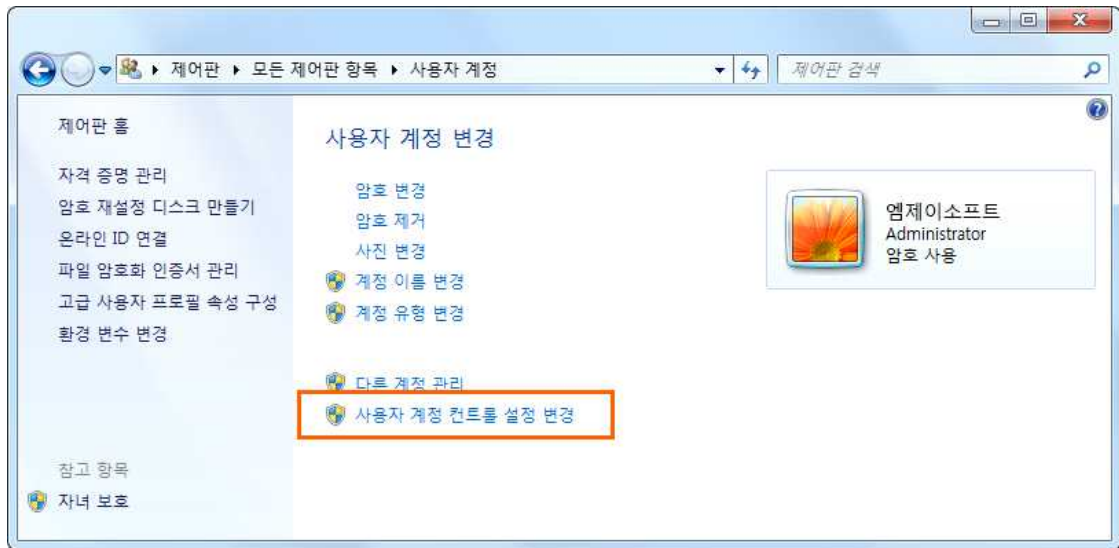 제어판 ▸ 모든 제어판 항목 ▸ 사용자 계정
제어판 검색
제어판 홈
자격 증명 관리
암호 재설정 디스크 만들기
온라인 ID 연결
파일 암호화 인증서 관리
고급 사용자 프로필 속성 구성
환경 변수 변경
참고 항목
자녀 보호
사용자 계정 변경
암호 변경
암호 제거
사진 변경
계정 이름 변경
계정 유형 변경
다른 계정 관리
사용자 계정 컨트롤 설정 변경
엠제이소프트
Administrator
암호 사용